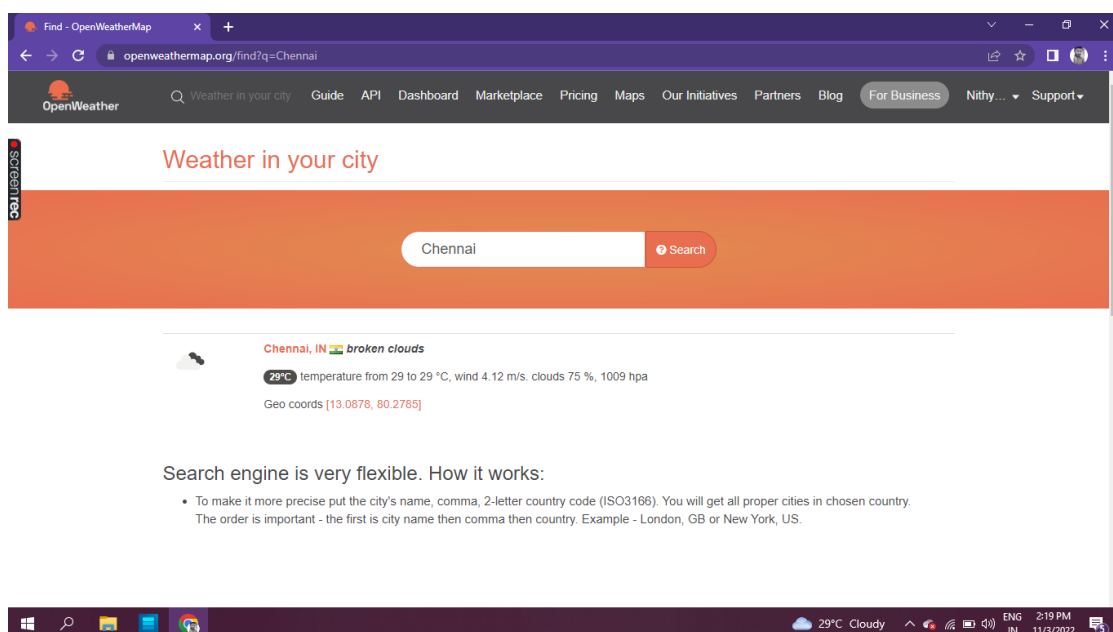 Find - OpenWeatherMap
openweathermap.org/find?q=Chennai
OpenWeather
Weather in your city Guide API Dashboard Marketplace Pricing Maps Our Initiatives Partners Blog For Business Nithy... Support
screenrec
Weather in your city
Chennai Search
Chennai, IN broken clouds
29°C temperature from 29 to 29 °C, wind 4.12 m/s. clouds 75 %, 1009 hpa
Geo coords [13.0878, 80.2785]
Search engine is very flexible. How it works:
• To make it more precise put the city's name, comma, 2-letter country code (ISO3166). You will get all proper cities in chosen country.
The order is important - the first is city name then comma then country. Example - London, GB or New York, US.
29°C Cloudy ENG 2:19 PM
IN 11/3/2022